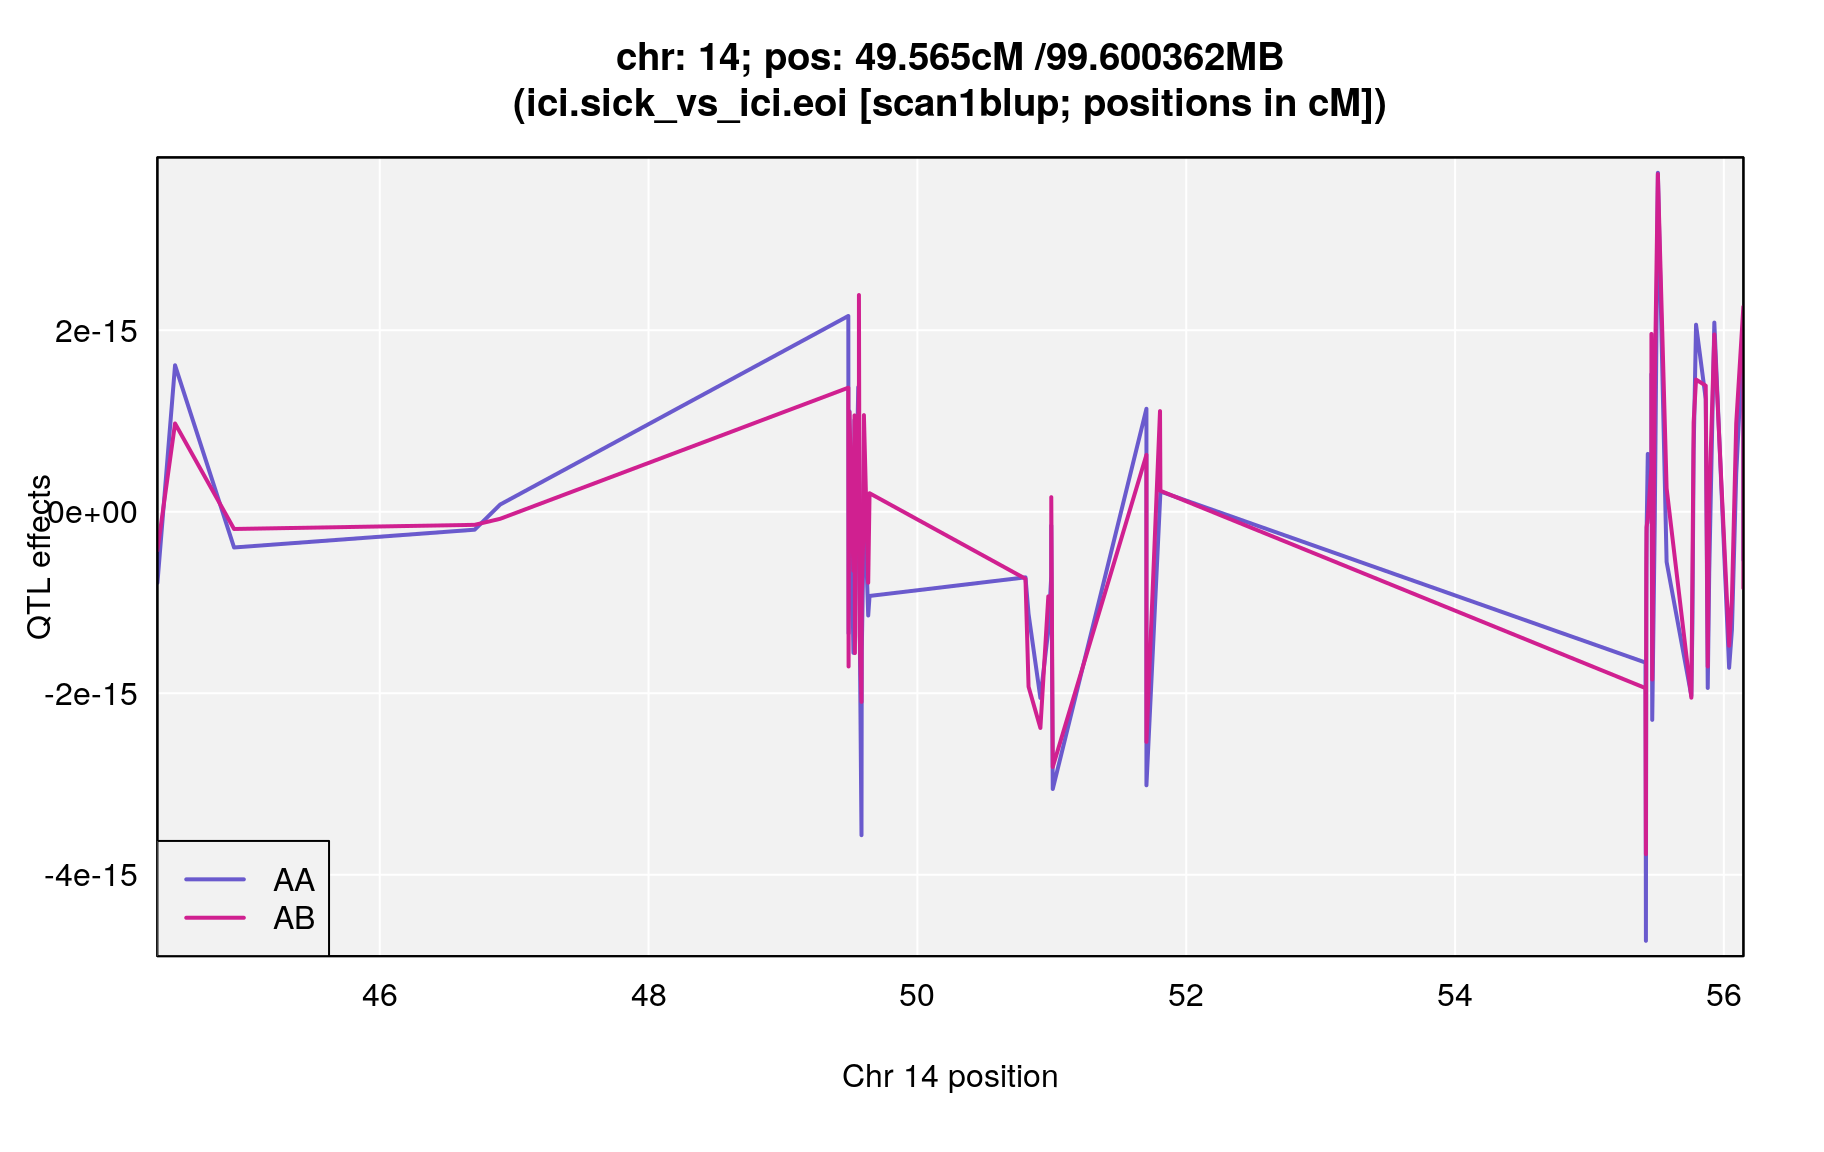 chr: 14; pos: 49.565cM /99.600362MB
(ici.sick_vs_ici.eoi [scan1blup; positions in cM])
QTL effects
2e-15
0e+00
-2e-15
-4e-15
AA
AB
46 48 50 52 54 56
Chr 14 position